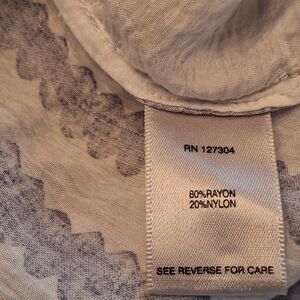 RN 127304
80%RAYON
20%NYLON
SEE REVERSE FOR CARE